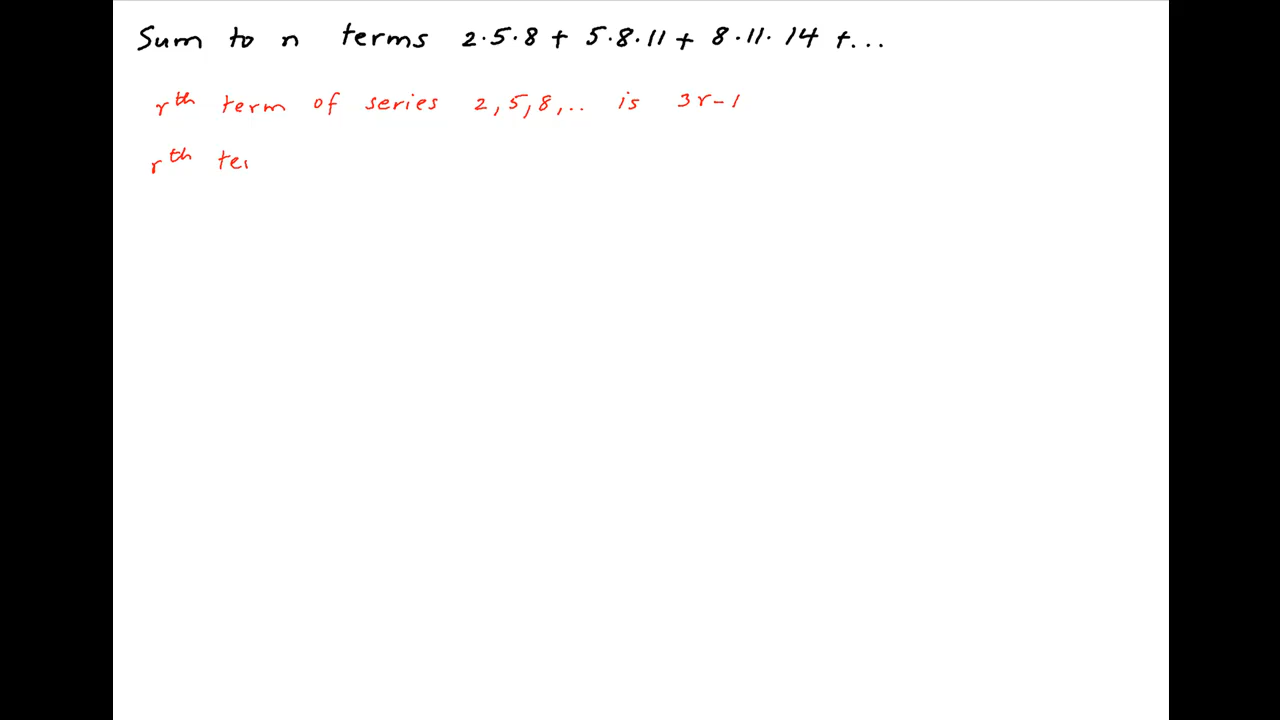 Sum to n terms 2·5·8 + 5·8·11 + 8·11·14 +...
rth term of series 2, 5, 8, .. is 3r-1
rth